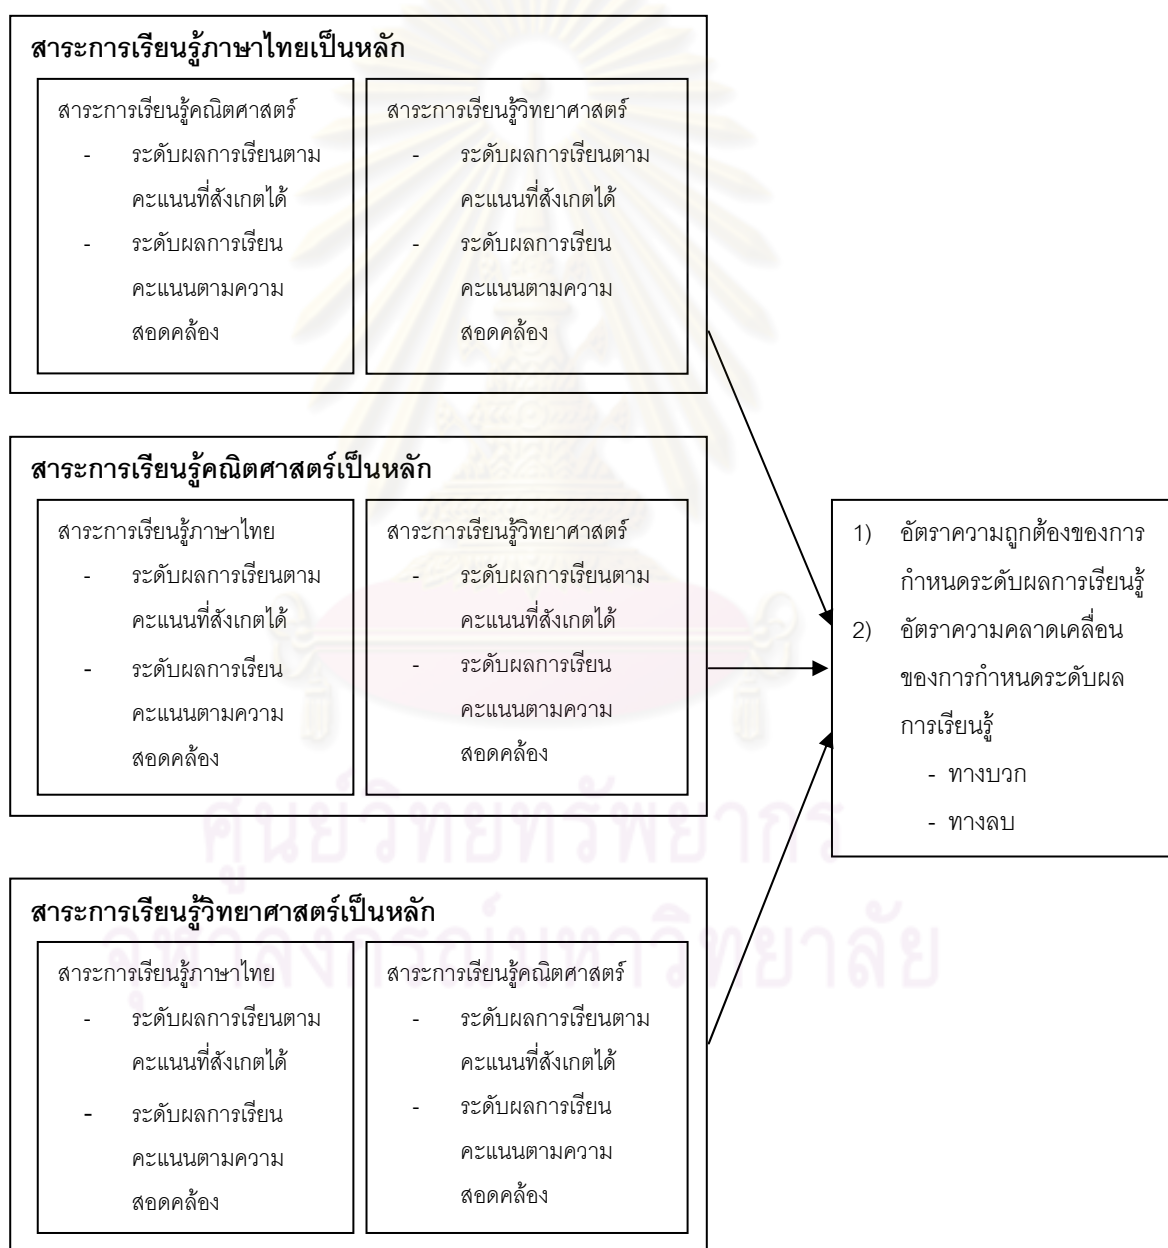 สาระการเรียนรู้ภาษาไทยเป็นหลัก
สาระการเรียนรู้คณิตศาสตร์
- ระดับผลการเรียนตาม
คะแนนที่สังเกตได้
- ระดับผลการเรียน
คะแนนตามความ
สอดคล้อง
สาระการเรียนรู้วิทยาศาสตร์
- ระดับผลการเรียนตาม
คะแนนที่สังเกตได้
- ระดับผลการเรียน
คะแนนตามความ
สอดคล้อง
สาระการเรียนรู้คณิตศาสตร์เป็นหลัก
สาระการเรียนรู้ภาษาไทย
- ระดับผลการเรียนตาม
คะแนนที่สังเกตได้
- ระดับผลการเรียน
คะแนนตามความ
สอดคล้อง
สาระการเรียนรู้วิทยาศาสตร์
- ระดับผลการเรียนตาม
คะแนนที่สังเกตได้
- ระดับผลการเรียน
คะแนนตามความ
สอดคล้อง
สาระการเรียนรู้วิทยาศาสตร์เป็นหลัก
สาระการเรียนรู้ภาษาไทย
- ระดับผลการเรียนตาม
คะแนนที่สังเกตได้
- ระดับผลการเรียน
คะแนนตามความ
สอดคล้อง
สาระการเรียนรู้คณิตศาสตร์
- ระดับผลการเรียนตาม
คะแนนที่สังเกตได้
- ระดับผลการเรียน
คะแนนตามความ
สอดคล้อง
1) อัตราความถูกต้องของการ
กำหนดระดับผลการเรียนรู้
2) อัตราความคลาดเคลื่อน
ของการกำหนดระดับผล
การเรียนรู้
- ทางบวก
- ทางลบ
ศูนย์วิทยทรัพยากร
จุฬาลงกรณ์มหาวิทยาลัย